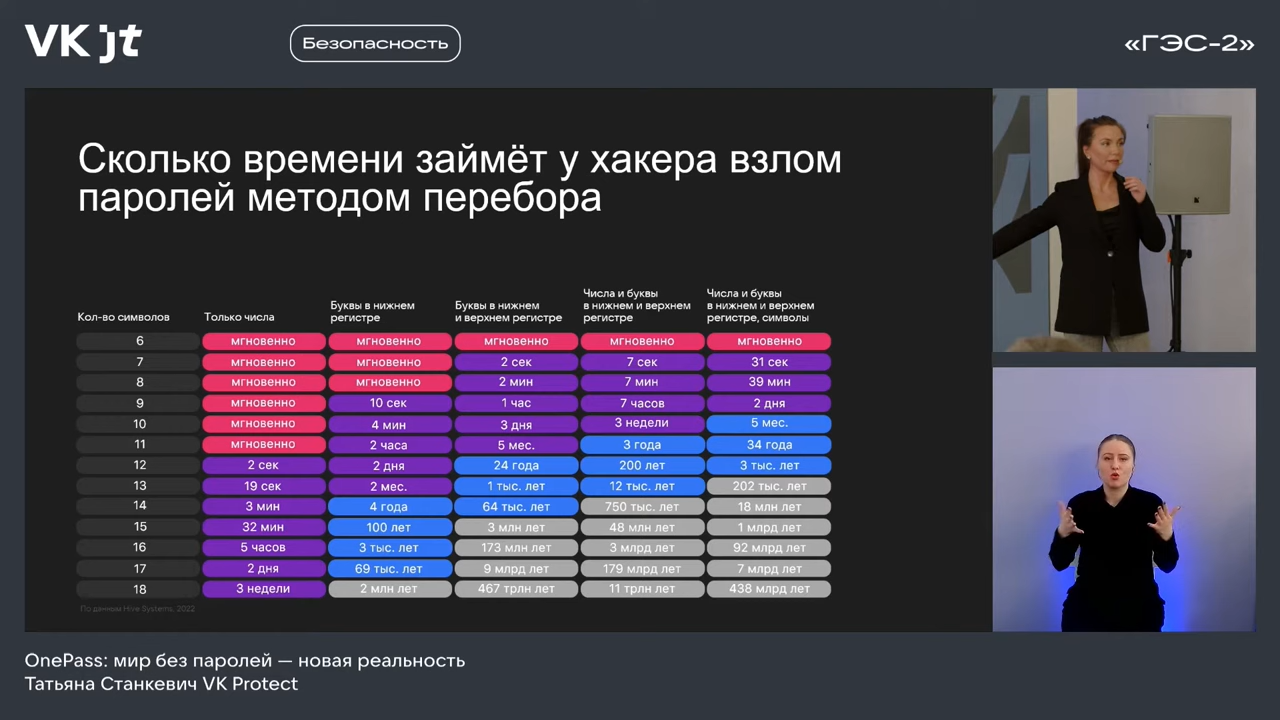 VK jt
Безопасность
«ГЭС-2»
Сколько времени займёт у хакера взлом
паролей методом перебора
Кол-во символов
Только числа
Буквы в нижнем
регистре
Буквы в нижнем
и верхнем регистре
Числа и буквы
в нижнем и верхнем
регистре
Числа и буквы
в нижнем и верхнем
регистре, символы
6 мгновенно мгновенно мгновенно мгновенно мгновенно
7 мгновенно мгновенно 2 сек 7 сек 31 сек
8 мгновенно мгновенно 2 мин 7 мин 39 мин
9 мгновенно 10 сек 1 час 7 часов 2 дня
10 мгновенно 4 мин 3 дня 3 недели 5 мес.
11 мгновенно 2 часа 5 мес. 3 года 34 года
12 2 сек 2 дня 24 года 200 лет 3 тыс. лет
13 19 сек 2 мес. 1 тыс. лет 12 тыс. лет 202 тыс. лет
14 3 мин 4 года 64 тыс. лет 750 тыс. лет 18 млн лет
15 32 мин 100 лет 3 млн лет 48 млн лет 1 млрд лет
16 5 часов 3 тыс. лет 173 млн лет 3 млрд лет 92 млрд лет
17 2 дня 69 тыс. лет 9 млрд лет 179 млрд лет 7 млрд лет
18 3 недели 2 млн лет 467 трлн лет 11 трлн лет 438 млрд лет
По данным Hive Systems, 2022
OnePass: мир без паролей — новая реальность
Татьяна Станкевич VK Protect